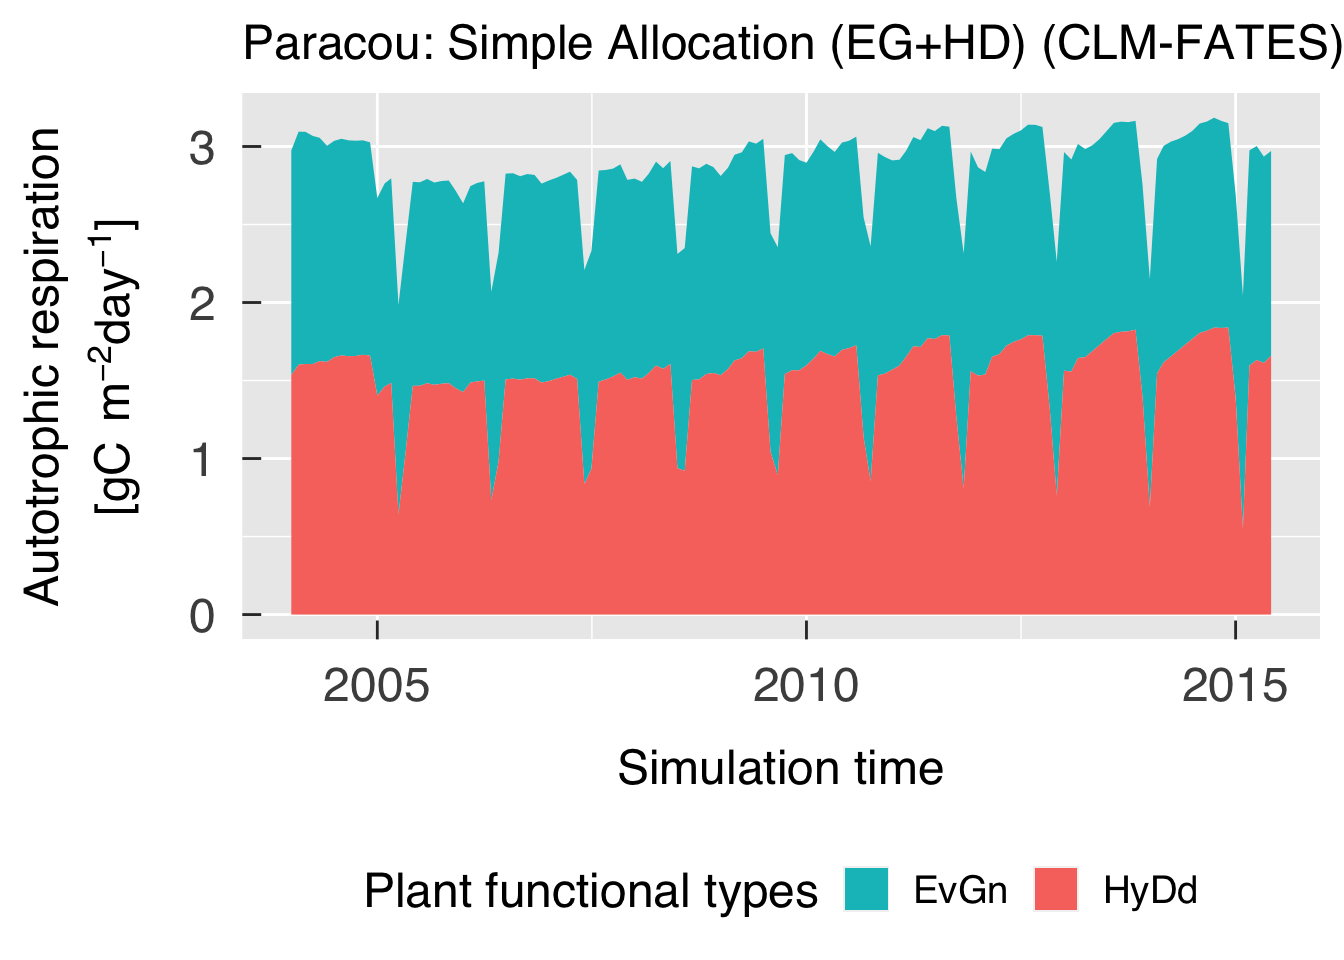 Paracou: Simple Allocation (EG+HD) (CLM-FATES)
Autotrophic respiration
[gC m⁻²day⁻¹]
3
2
1
0
2005 2010 2015
Simulation time
Plant functional types EvGn HyDd